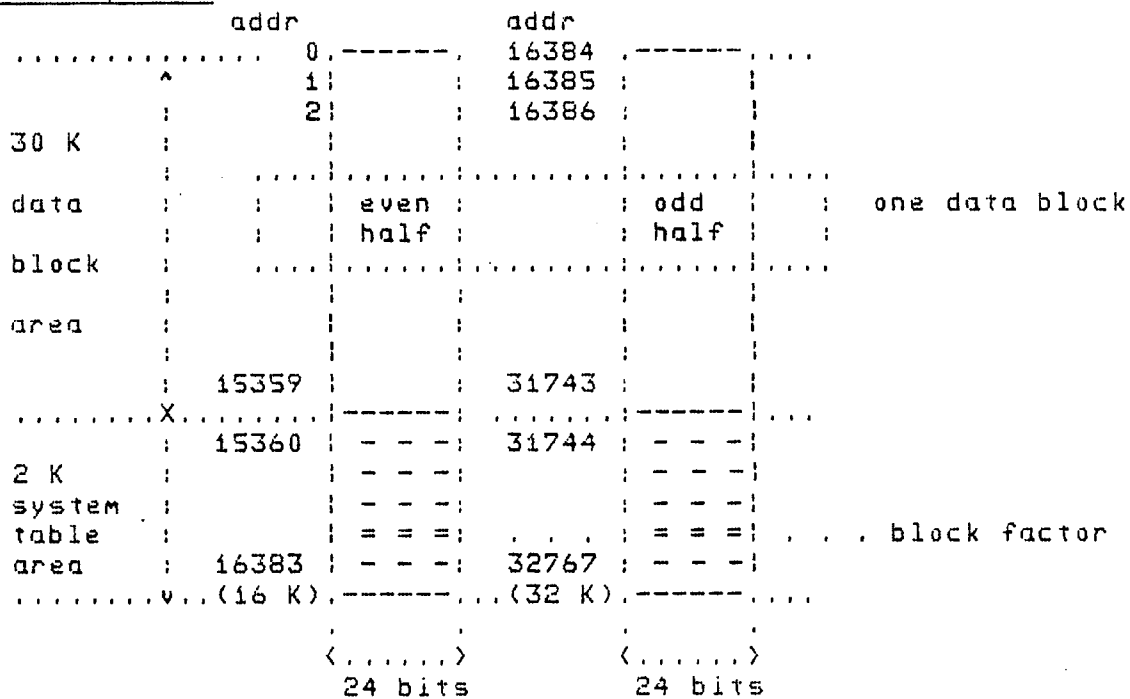 addr addr
0 16384
1 16385
2 16386
30 K
data even odd one data block
half half
block
area
15359 31743
X
15360 31744
2 K
system
table = = = = = = block factor
area 16383 32767
(16 K) (32 K)
24 bits 24 bits